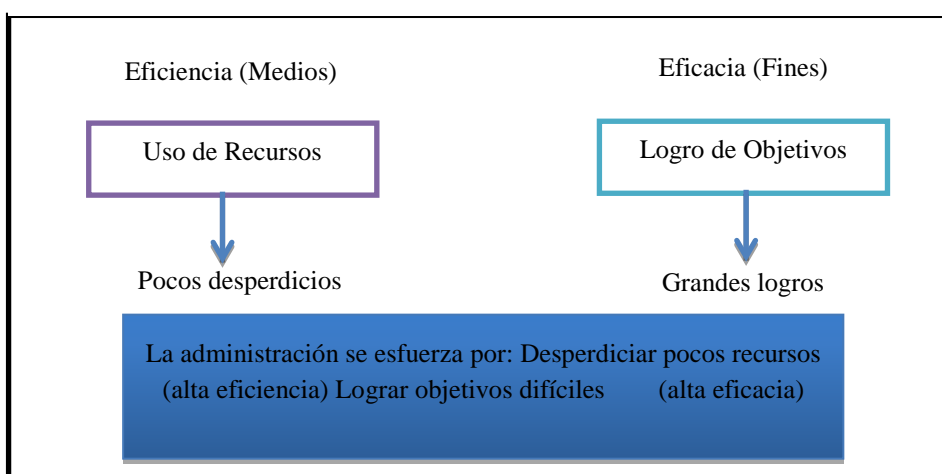 Eficiencia (Medios)
Eficacia (Fines)
Uso de Recursos
Logro de Objetivos
Pocos desperdicios
Grandes logros
La administración se esfuerza por: Desperdiciar pocos recursos
(alta eficiencia) Lograr objetivos difíciles (alta eficacia)